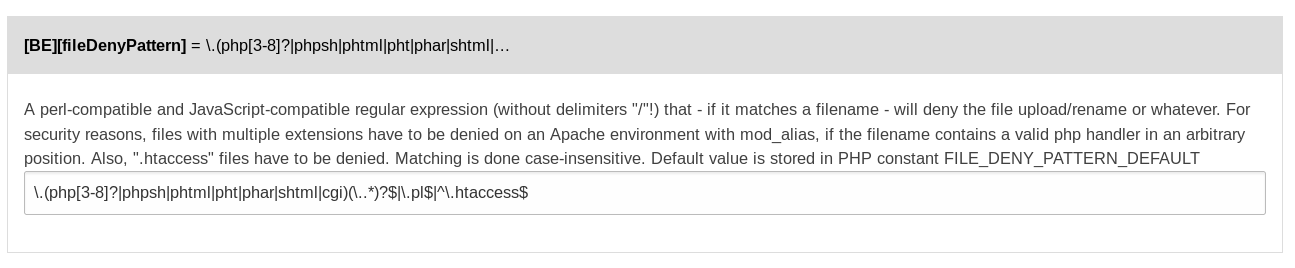 [BE][fileDenyPattern] = \.(php[3-8]?|phpsh|phtml|pht|phar|shtml|…
A perl-compatible and JavaScript-compatible regular expression (without delimiters "/"!) that - if it matches a filename - will deny the file upload/rename or whatever. For
security reasons, files with multiple extensions have to be denied on an Apache environment with mod_alias, if the filename contains a valid php handler in an arbitrary
position. Also, ".htaccess" files have to be denied. Matching is done case-insensitive. Default value is stored in PHP constant FILE_DENY_PATTERN_DEFAULT
\.(php[3-8]?|phpsh|phtml|pht|phar|shtml|cgi)(\..*)?$|\.pl$|^\.htaccess$